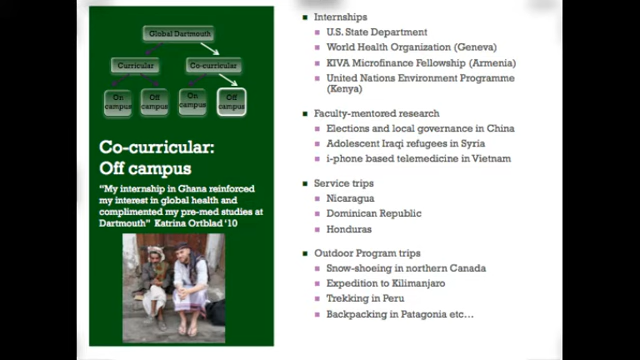 Global Dartmouth
Curricular
Co-curricular
On
campus
Off
campus
On
campus
Off
campus
Co-curricular:
Off campus
“My internship in Ghana reinforced
my interest in global health and
complimented my pre-med studies at
Dartmouth” Katrina Ortblad ‘10
Internships
U.S. State Department
World Health Organization (Geneva)
KIVA Microfinance Fellowship (Armenia)
United Nations Environment Programme
(Kenya)
Faculty-mentored research
Elections and local governance in China
Adolescent Iraqi refugees in Syria
i-phone based telemedicine in Vietnam
Service trips
Nicaragua
Dominican Republic
Honduras
Outdoor Program trips
Snow-shoeing in northern Canada
Expedition to Kilimanjaro
Trekking in Peru
Backpacking in Patagonia etc…